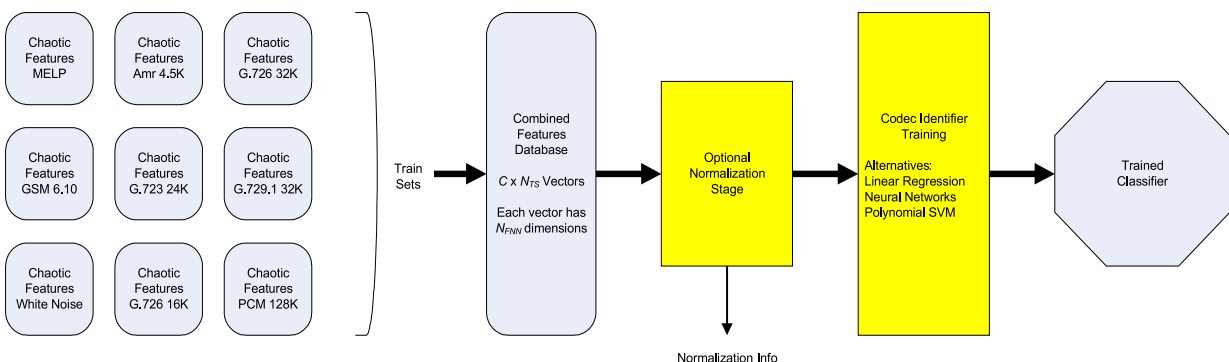 Chaotic
Features
MELP
Chaotic
Features
Amr 4.5K
Chaotic
Features
G.726 32K
Chaotic
Features
GSM 6.10
Chaotic
Features
G.723 24K
Chaotic
Features
G.729.1 32K
Chaotic
Features
White Noise
Chaotic
Features
G.726 16K
Chaotic
Features
PCM 128K
Train
Sets
Combined
Features
Database
C x NTS Vectors
Each vector has
NFNN dimensions
Optional
Normalization
Stage
Normalization Info
Codec Identifier
Training
Alternatives:
Linear Regression
Neural Networks
Polynomial SVM
Trained
Classifier